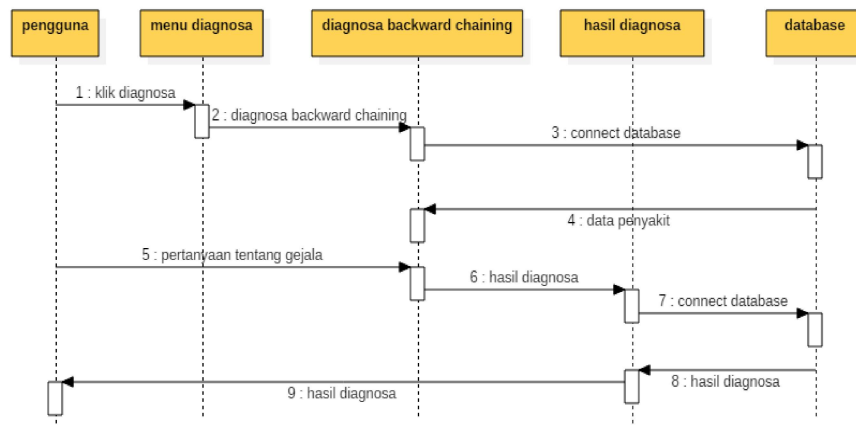 pengguna
menu diagnosa
diagnosa backward chaining
hasil diagnosa
database
1 : klik diagnosa
2 : diagnosa backward chaining
3 : connect database
4 : data penyakit
5 : pertanyaan tentang gejala
6 : hasil diagnosa
7 : connect database
8 : hasil diagnosa
9 : hasil diagnosa